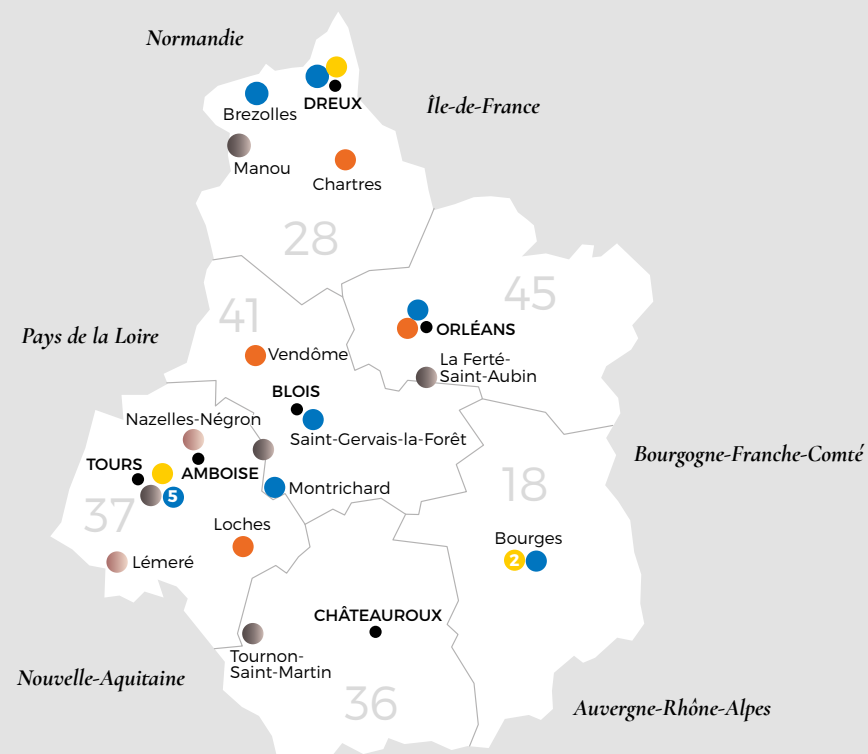 Normandie
DREUX
Île-de-France
Brezolles
Manou
Chartres
28
45
41
ORLÉANS
Pays de la Loire
Vendôme
La Ferté-
Saint-Aubin
BLOIS
Nazelles-Négron
Saint-Gervais-la-Forêt
Bourgogne-Franche-Comté
TOURS
AMBOISE
18
5
Montrichard
37
Loches
Bourges
2
Lémeré
CHÂTEAUROUX
Tournon-
Saint-Martin
Nouvelle-Aquitaine
36
Auvergne-Rhône-Alpes